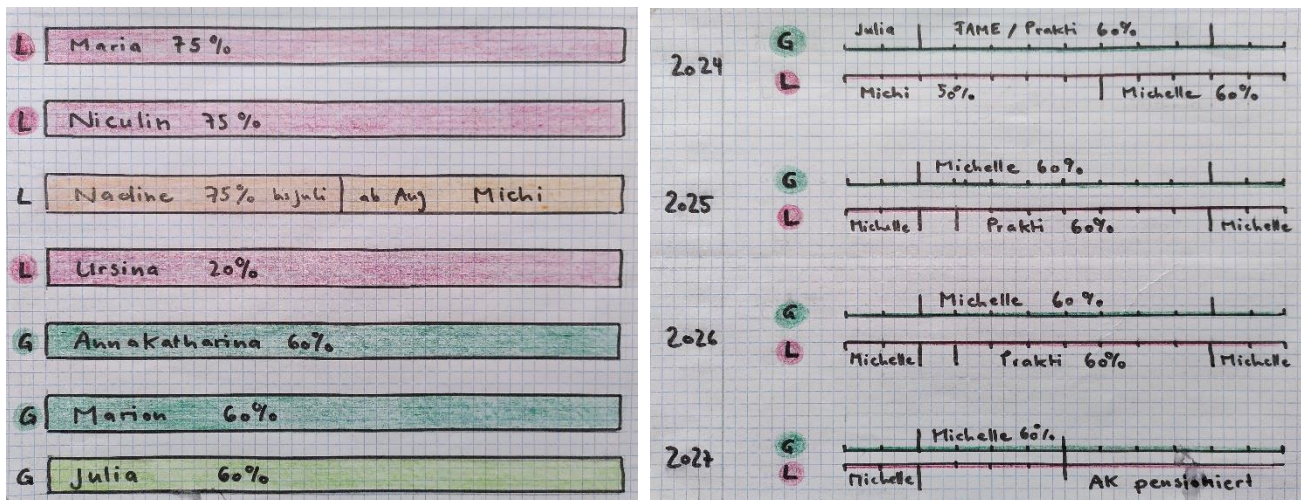 L Maria 75%
L Niculin 75%
L Nadine 75% bis Juli ab Aug Michi
L Ursina 20%
G Annakatharina 60%
G Marion 60%
G Julia 60%
2024
G Julia TAME / Prakti 60%
L Michi 50% Michelle 60%
2025
G Michelle 60%
L Michelle Prakti 60% Michelle
2026
G Michelle 60%
L Michelle Prakti 60% Michelle
2027
G Michelle 60%
L Michelle AK pensioniert